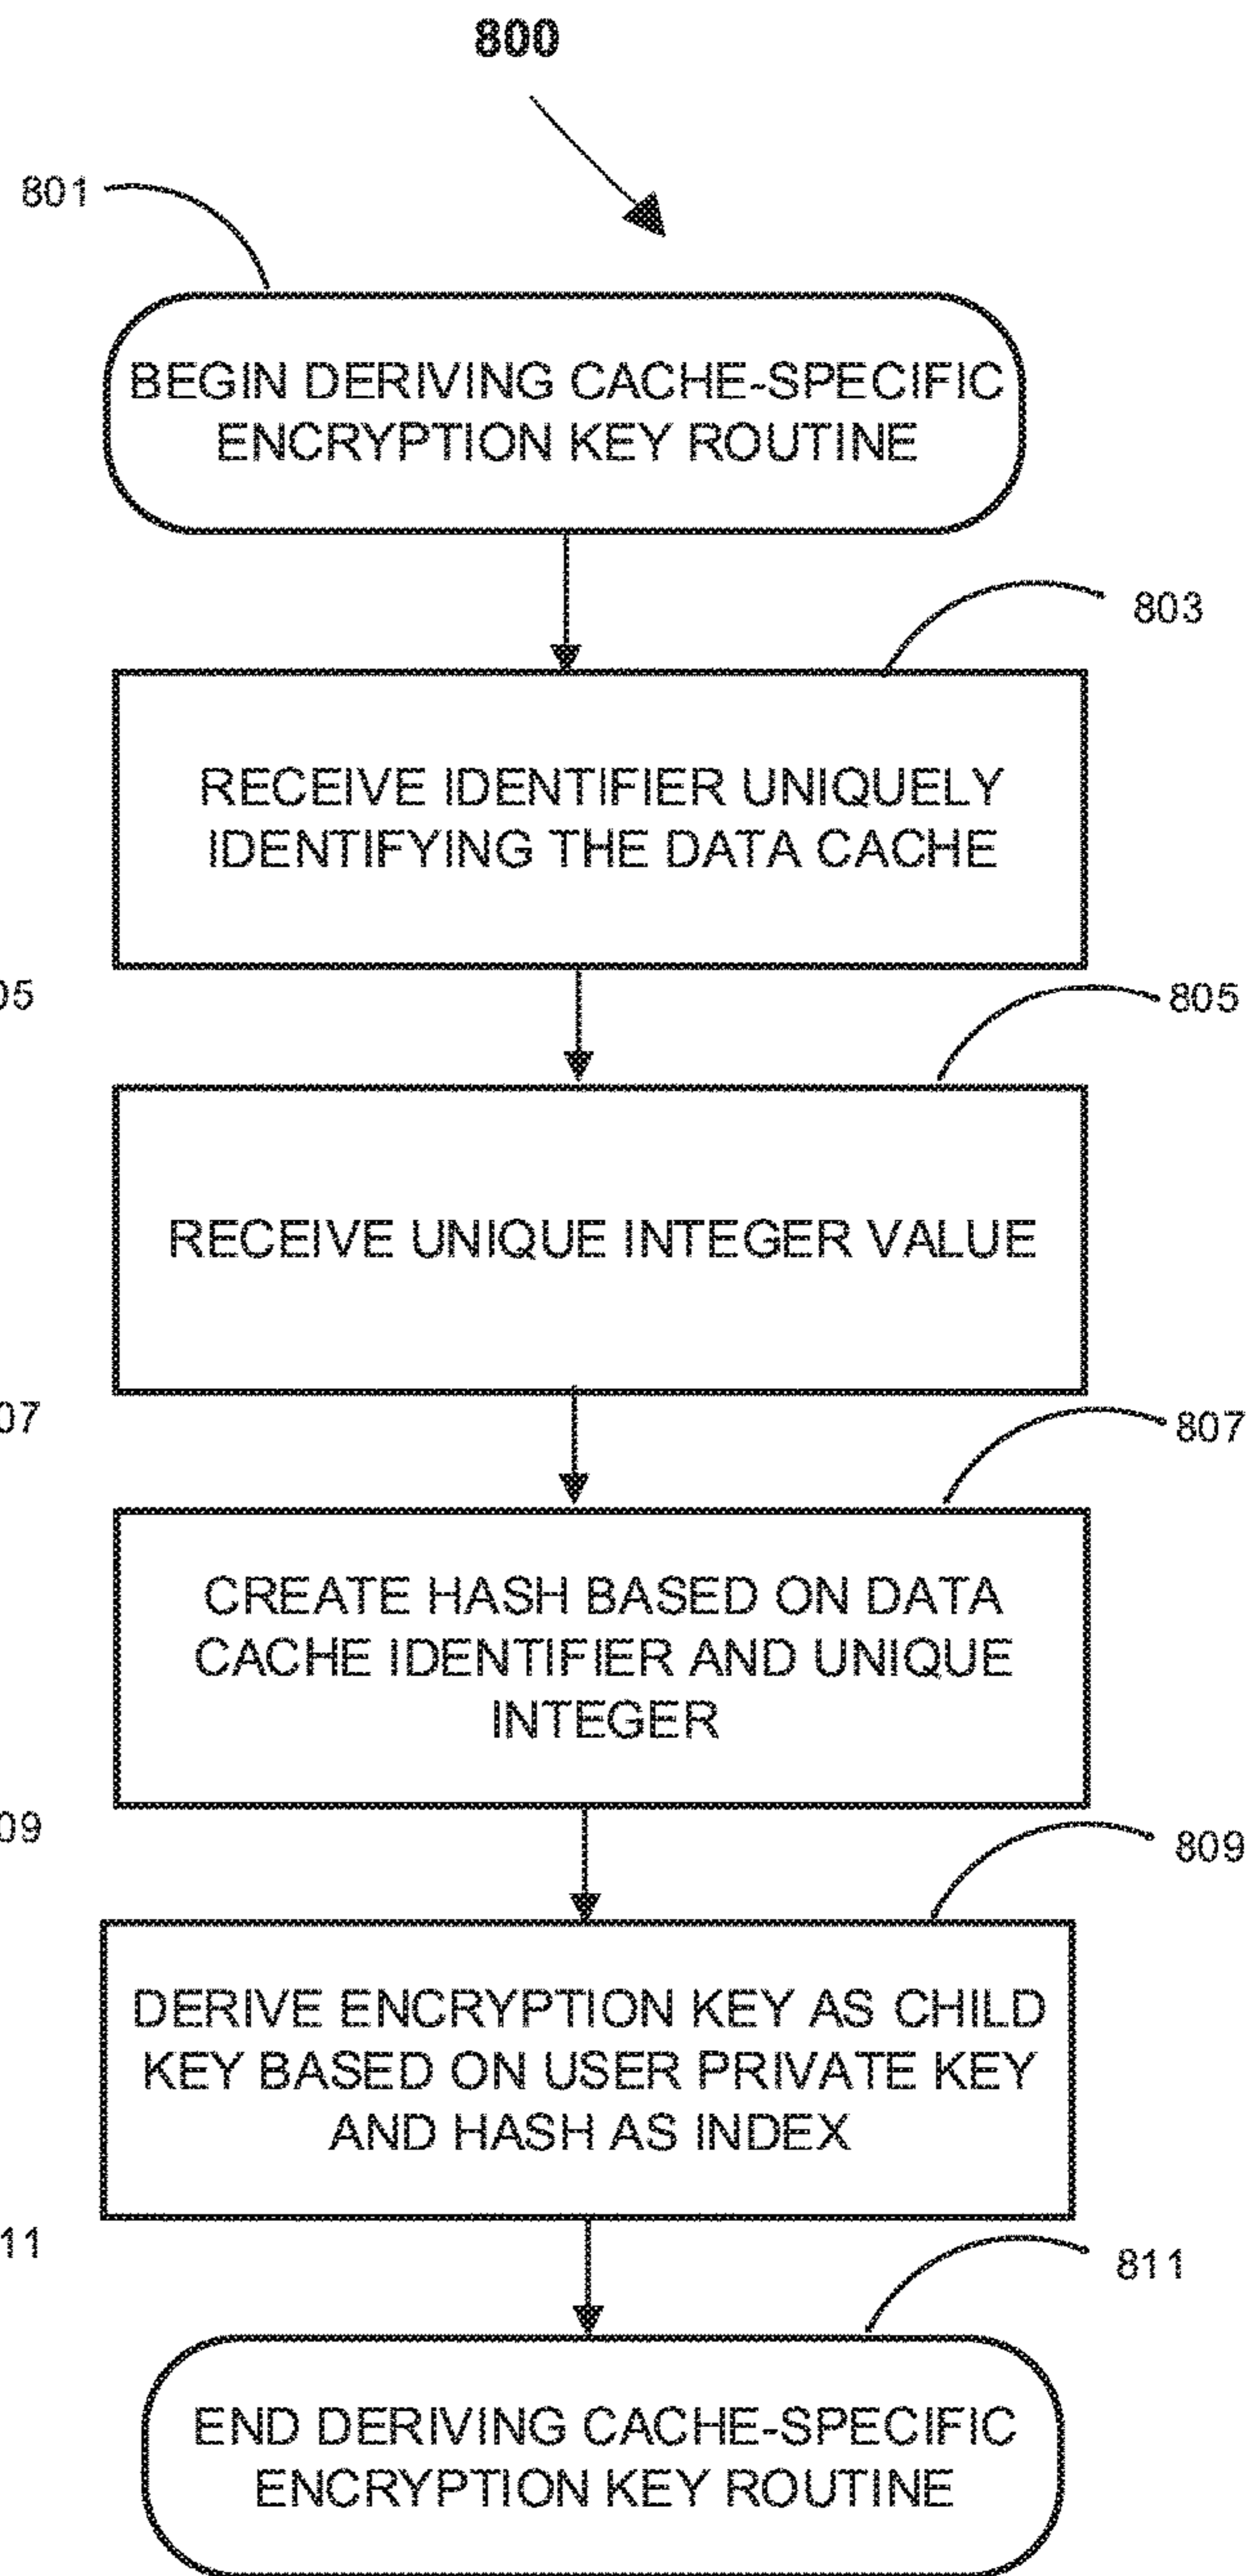 800
801
BEGIN DERIVING CACHE-SPECIFIC
ENCRYPTION KEY ROUTINE
803
RECEIVE IDENTIFIER UNIQUELY
IDENTIFYING THE DATA CACHE
05
805
RECEIVE UNIQUE INTEGER VALUE
07
807
CREATE HASH BASED ON DATA
CACHE IDENTIFIER AND UNIQUE
INTEGER
09
809
DERIVE ENCRYPTION KEY AS CHILD
KEY BASED ON USER PRIVATE KEY
AND HASH AS INDEX
11
811
END DERIVING CACHE-SPECIFIC
ENCRYPTION KEY ROUTINE